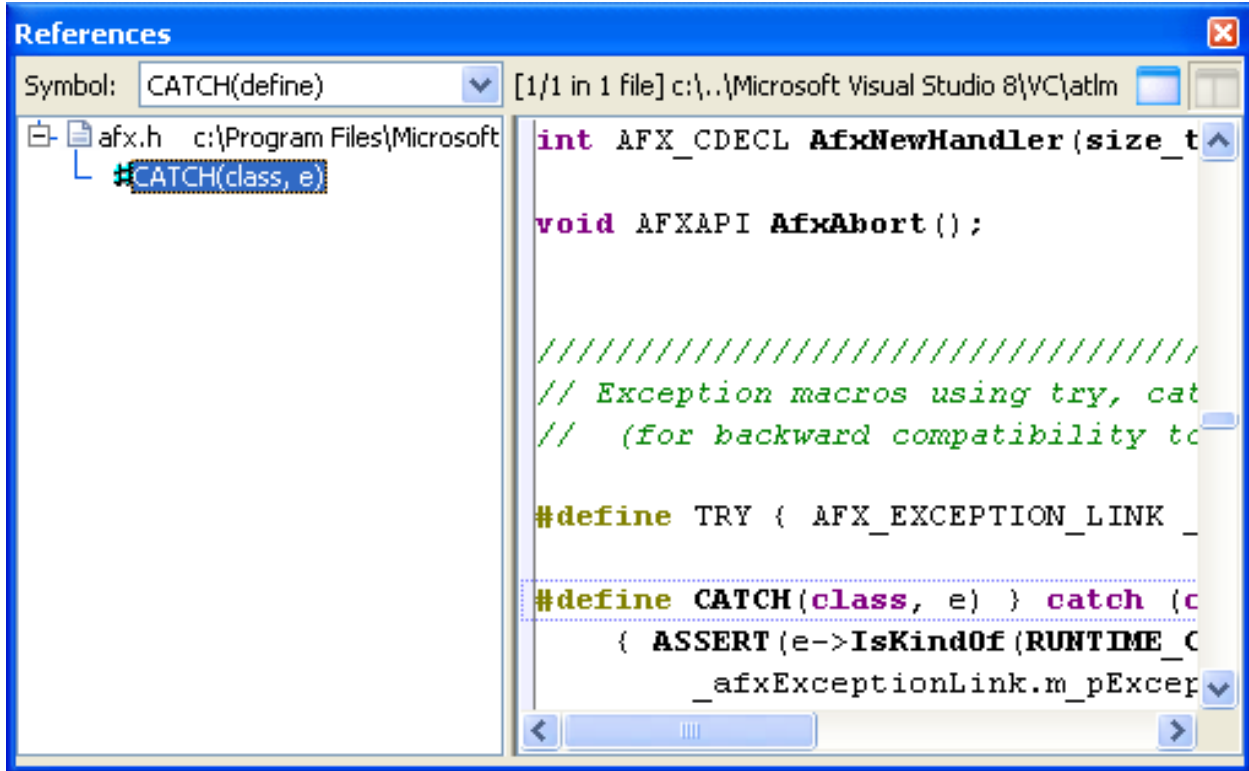 References
Symbol: CATCH(define) [1/1 in 1 file] c:\..\Microsoft Visual Studio 8\VC\atlm
afx.h c:\Program Files\Microsoft
#CATCH(class, e)
int AFX_CDECL AfxNewHandler(size_t
void AFXAPI AfxAbort();
////////////////////////////////////
// Exception macros using try, cat
//  (for backward compatibility to
#define TRY { AFX_EXCEPTION_LINK _
#define CATCH(class, e) } catch (c
{ ASSERT(e->IsKindOf(RUNTIME_C
_afxExceptionLink.m_pExcep